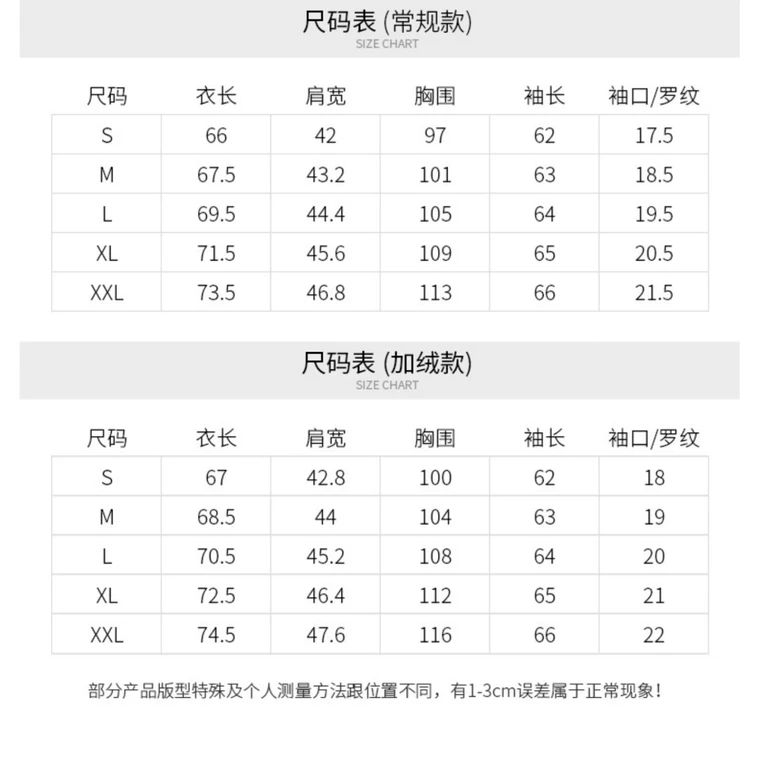 尺码表 (常规款)
SIZE CHART
尺码 衣长 肩宽 胸围 袖长 袖口/罗纹
S 66 42 97 62 17.5
M 67.5 43.2 101 63 18.5
L 69.5 44.4 105 64 19.5
XL 71.5 45.6 109 65 20.5
XXL 73.5 46.8 113 66 21.5
尺码表 (加绒款)
SIZE CHART
尺码 衣长 肩宽 胸围 袖长 袖口/罗纹
S 67 42.8 100 62 18
M 68.5 44 104 63 19
L 70.5 45.2 108 64 20
XL 72.5 46.4 112 65 21
XXL 74.5 47.6 116 66 22
部分产品版型特殊及个人测量方法跟位置不同，有1-3cm误差属于正常现象！